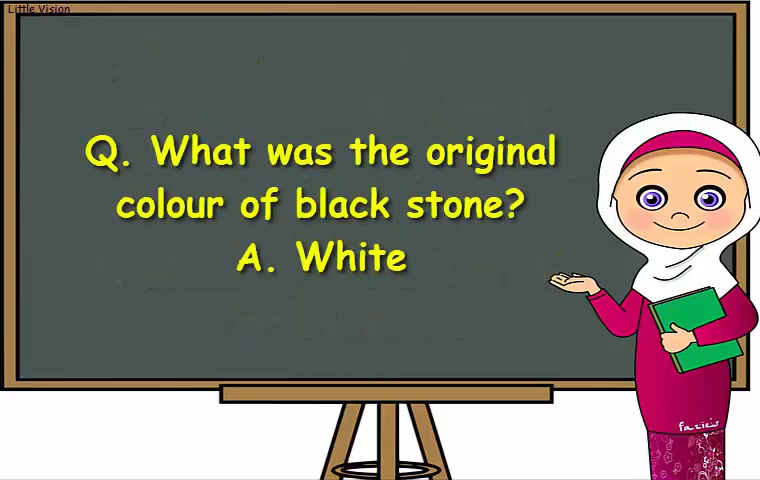 Little Vision
Q. What was the original
colour of black stone?
A. White